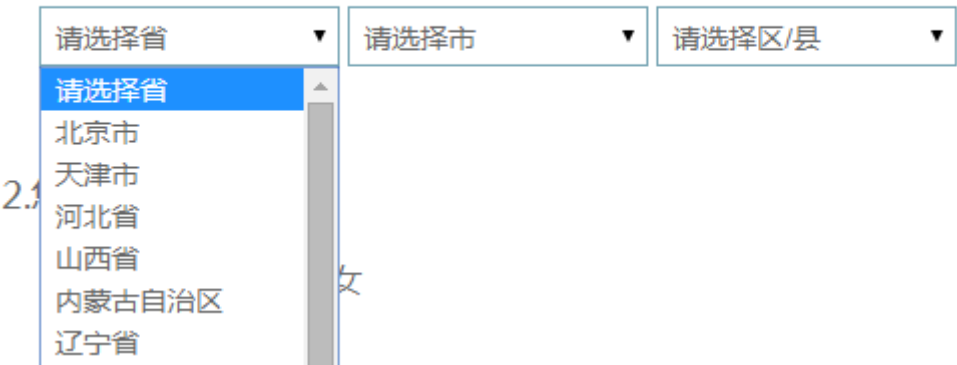 请选择省 请选择市 请选择区/县
请选择省
北京市
天津市
2.
河北省
山西省
女
内蒙古自治区
辽宁省